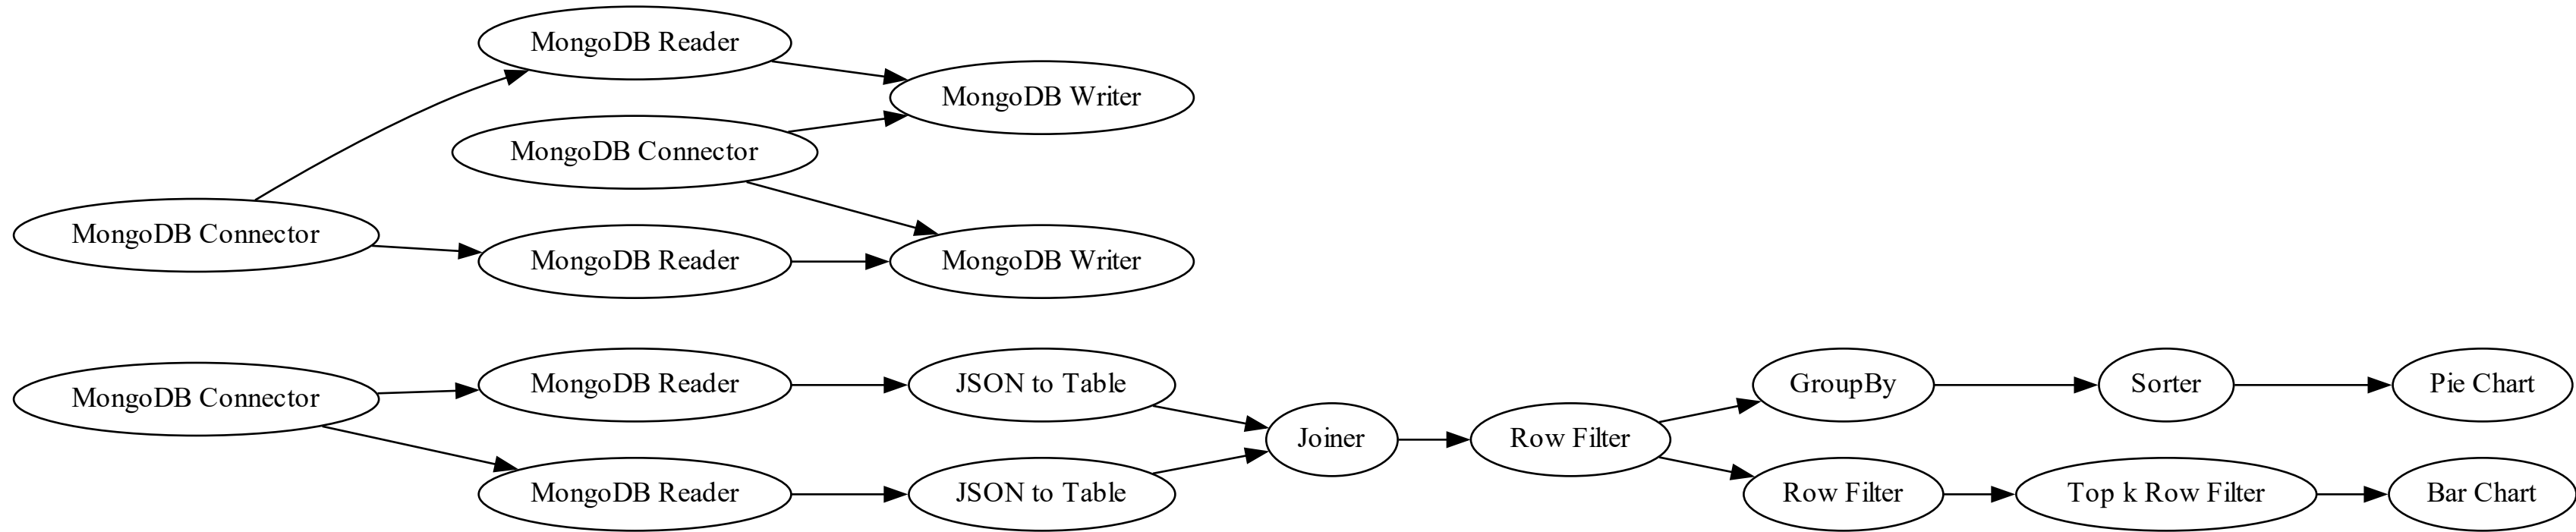 MongoDB Reader
MongoDB Writer
MongoDB Connector
MongoDB Connector
MongoDB Reader
MongoDB Writer
MongoDB Connector
MongoDB Reader
JSON to Table
GroupBy
Sorter
Pie Chart
Joiner
Row Filter
MongoDB Reader
JSON to Table
Row Filter
Top k Row Filter
Bar Chart